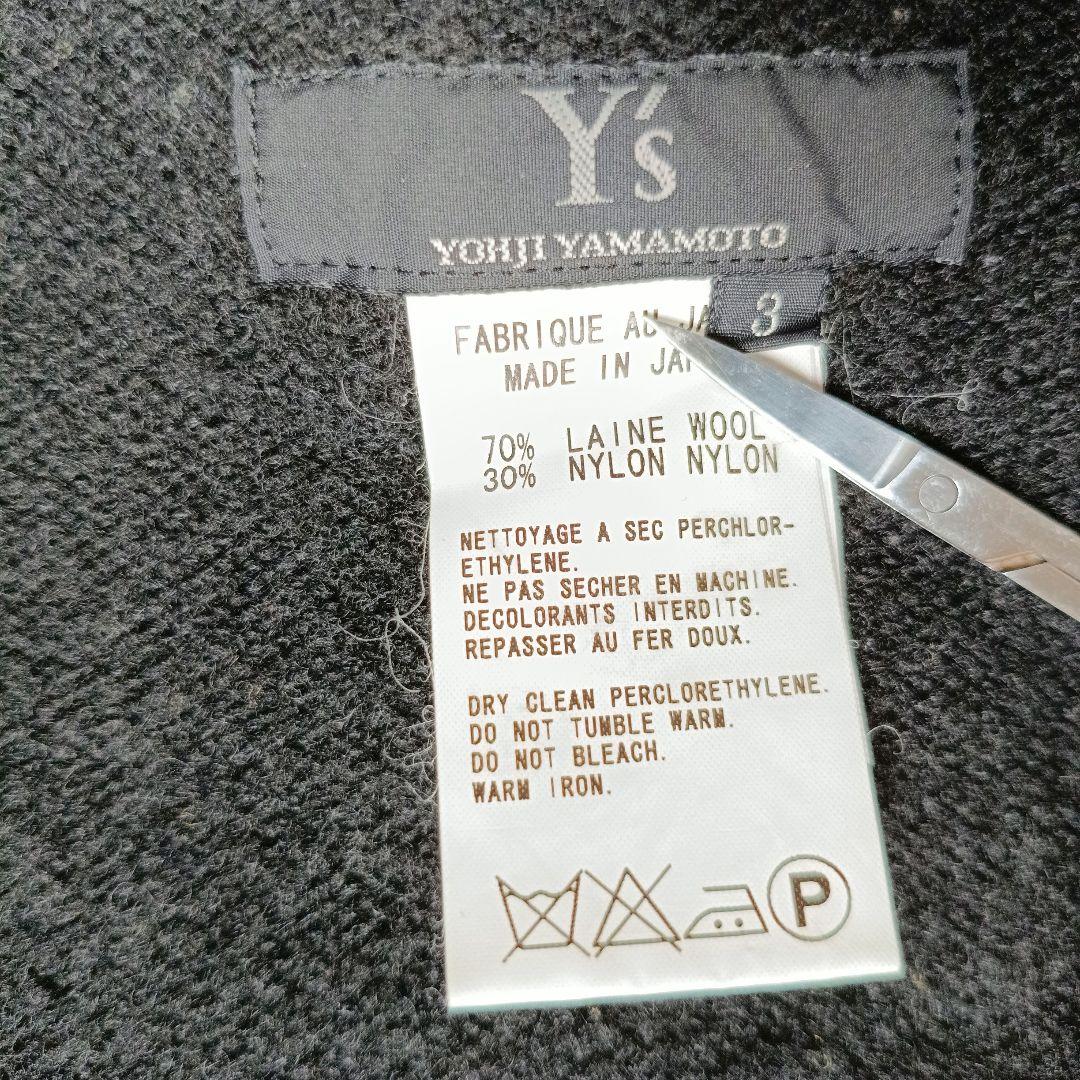 Y's
YOHJI YAMAMOTO
3
FABRIQUE AU
MADE IN
70% LAINE WOOL
30% NYLON NYLON
NETTOYAGE A SEC PERCHLOR-
ETHYLENE.
NE PAS SECHER EN MACHINE.
DECOLORANTS INTERDITS.
REPASSER AU FER DOUX.
DRY CLEAN PERCLORETHYLENE.
DO NOT TUMBLE WARM.
DO NOT BLEACH.
WARM IRON.
P